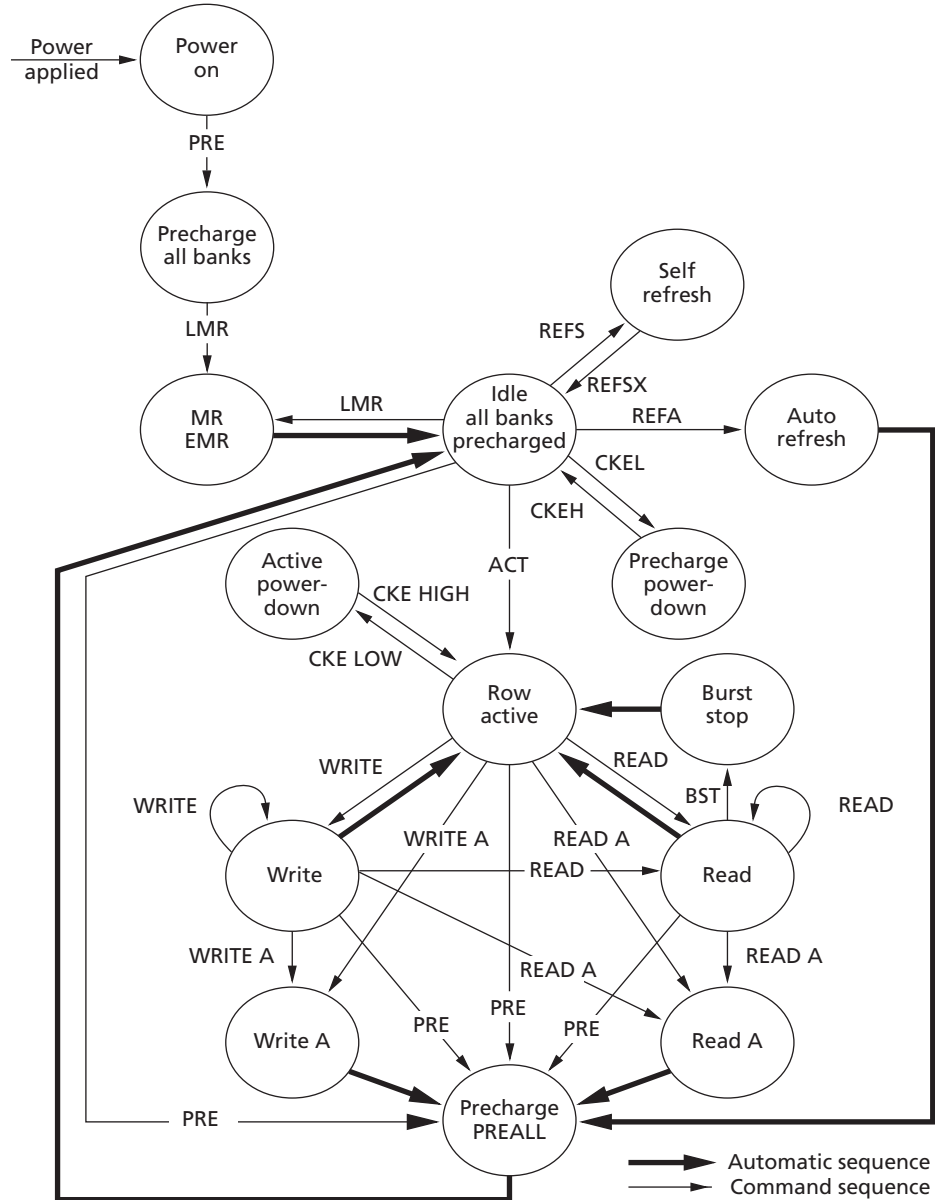 Power
applied
Power
on
PRE
Precharge
all banks
LMR
MR
EMR
LMR
Idle
all banks
precharged
REFS
REFSX
Self
refresh
REFA
Auto
refresh
CKEL
CKEH
Precharge
power-
down
ACT
Active
power-
down
CKE HIGH
CKE LOW
Row
active
Burst
stop
WRITE
READ
BST
WRITE
READ
WRITE A
READ A
Write
READ
Read
WRITE A
READ A
READ A
Write A
PRE
PRE
PRE
Read A
PRE
Precharge
PREALL
Automatic sequence
Command sequence